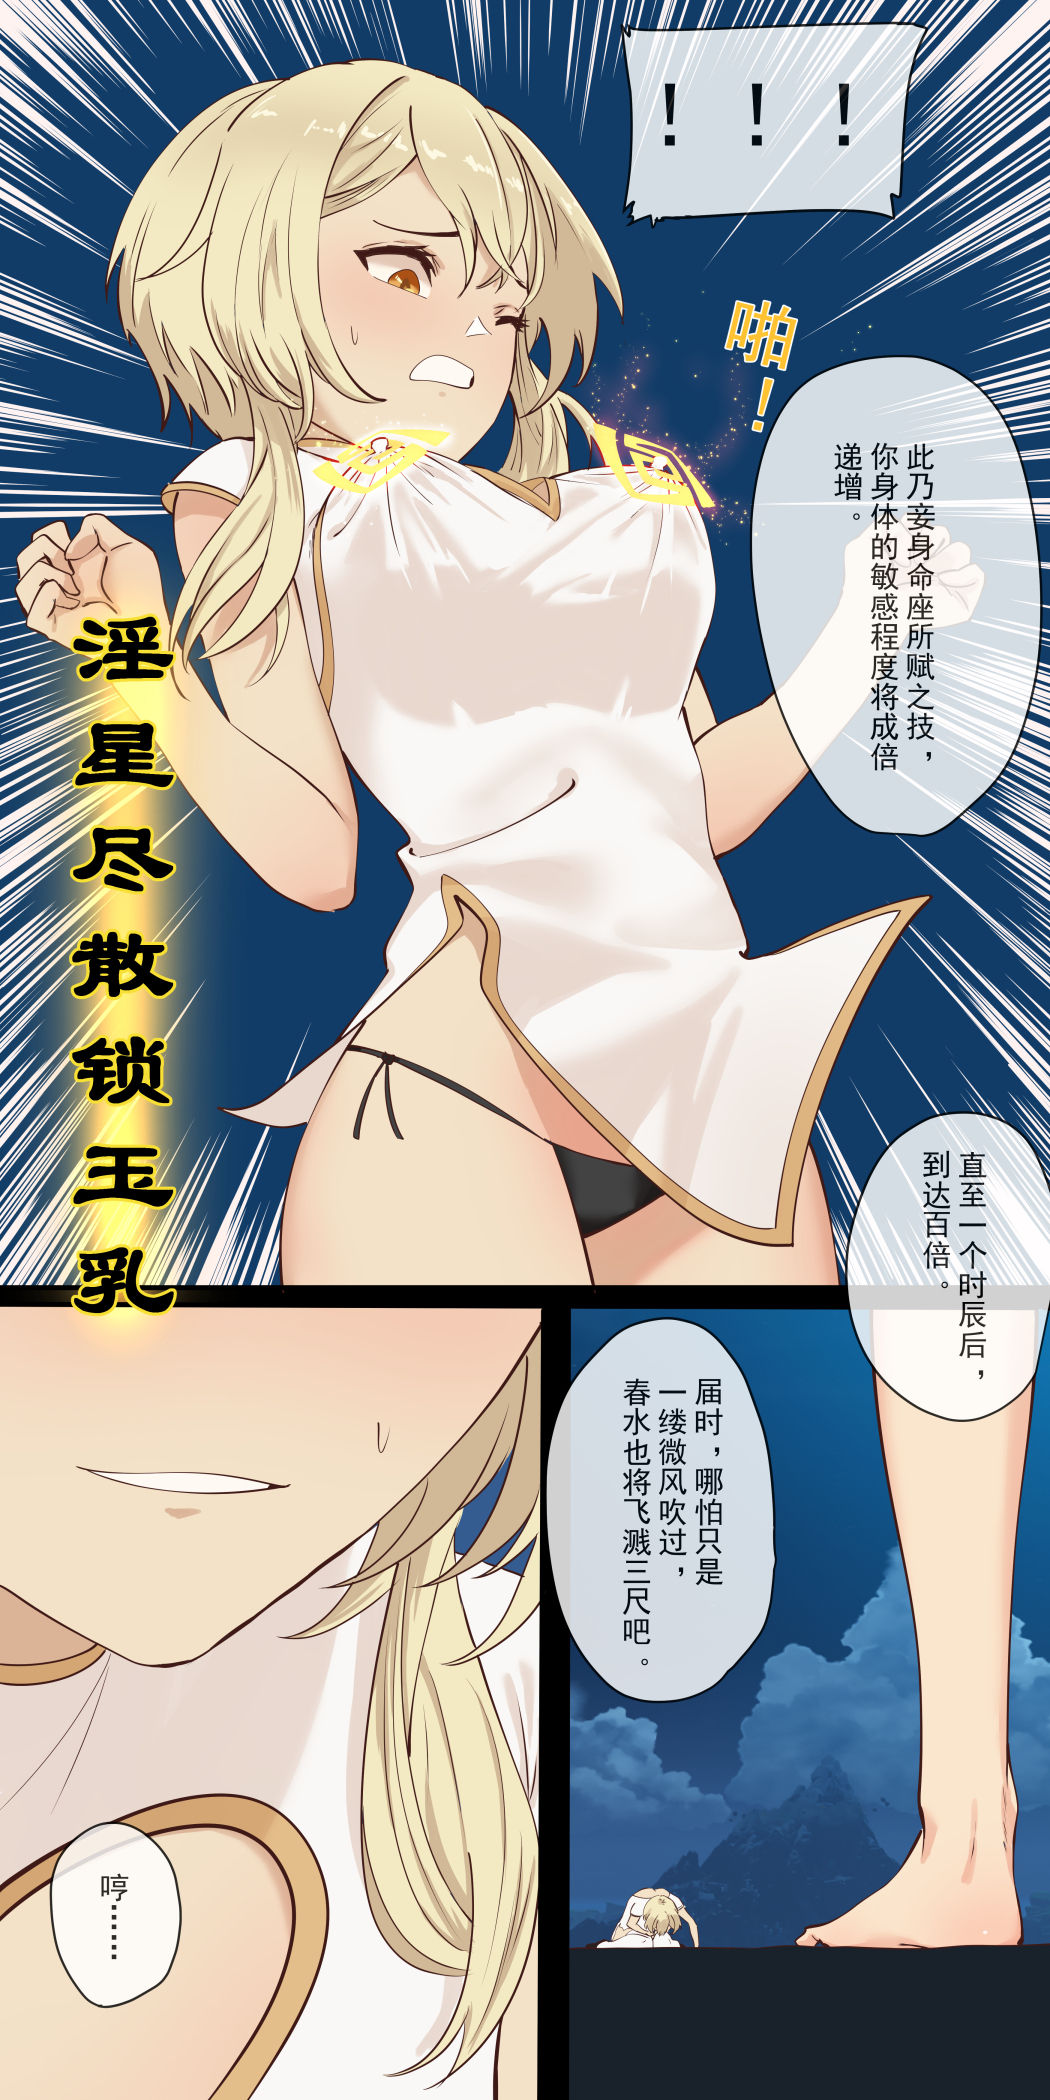 ！！！
啪！
此乃妾身命座所赋之技，
你身体的敏感程度将成倍
递增。
淫星尽散锁玉乳
直至一个时辰后，
到达百倍。
届时，哪怕只是
一缕微风吹过，
春水也将飞溅三尺吧。
哼……